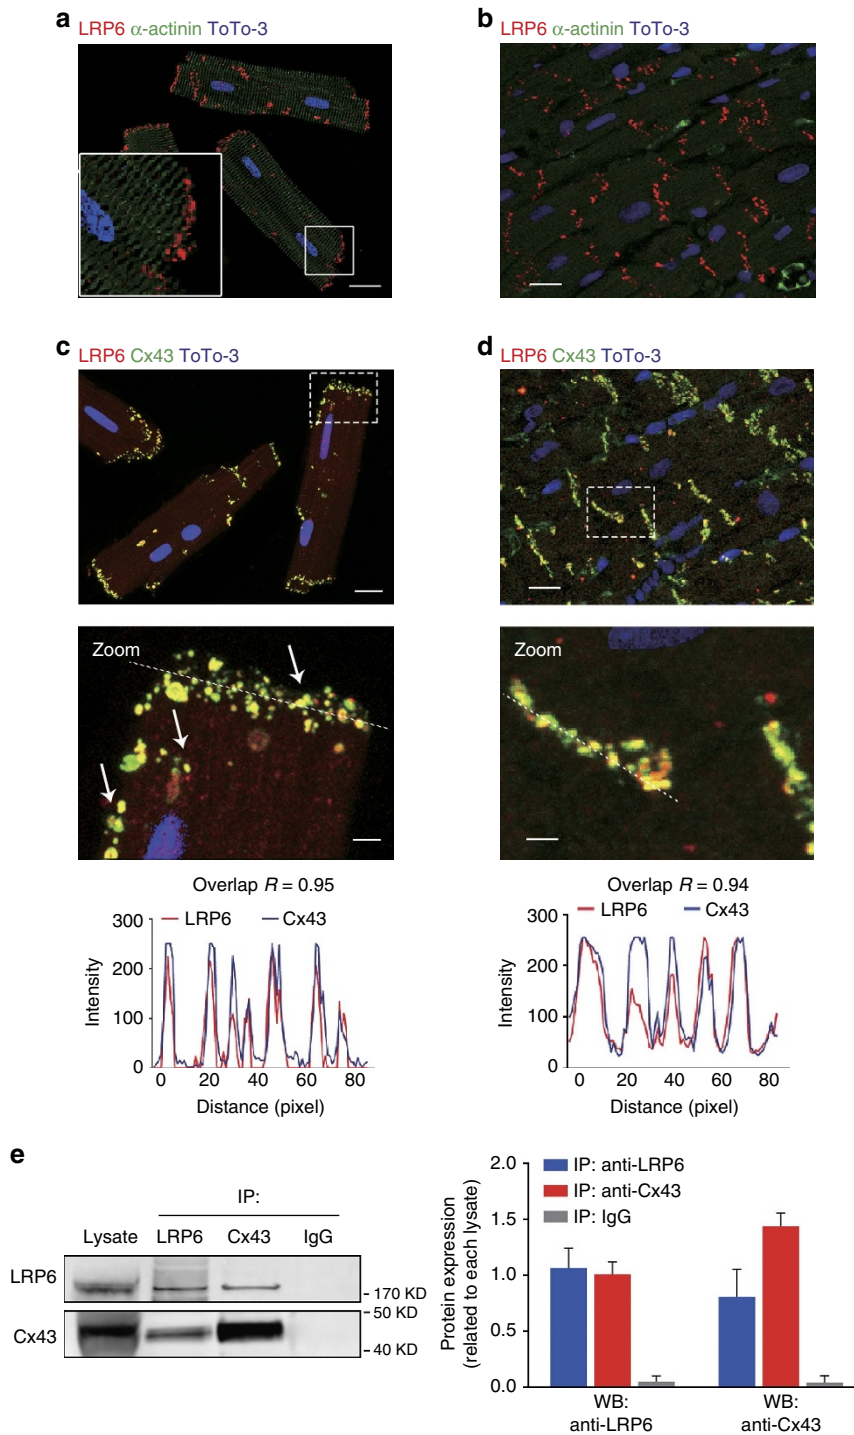 a
LRP6 α-actinin ToTo-3
b
LRP6 α-actinin ToTo-3
c
LRP6 Cx43 ToTo-3
d
LRP6 Cx43 ToTo-3
Zoom
Zoom
Overlap R = 0.95
LRP6 Cx43
300
200
100
0
Intensity
0 20 40 60 80
Distance (pixel)
Overlap R = 0.94
LRP6 Cx43
300
200
100
0
Intensity
0 20 40 60 80
Distance (pixel)
e
IP:
Lysate LRP6 Cx43 IgG
LRP6
- 170 KD
- 50 KD
Cx43
- 40 KD
Protein expression
(related to each lysate)
2.0
1.5
1.0
0.5
0.0
IP: anti-LRP6
IP: anti-Cx43
IP: IgG
WB:
anti-LRP6
WB:
anti-Cx43